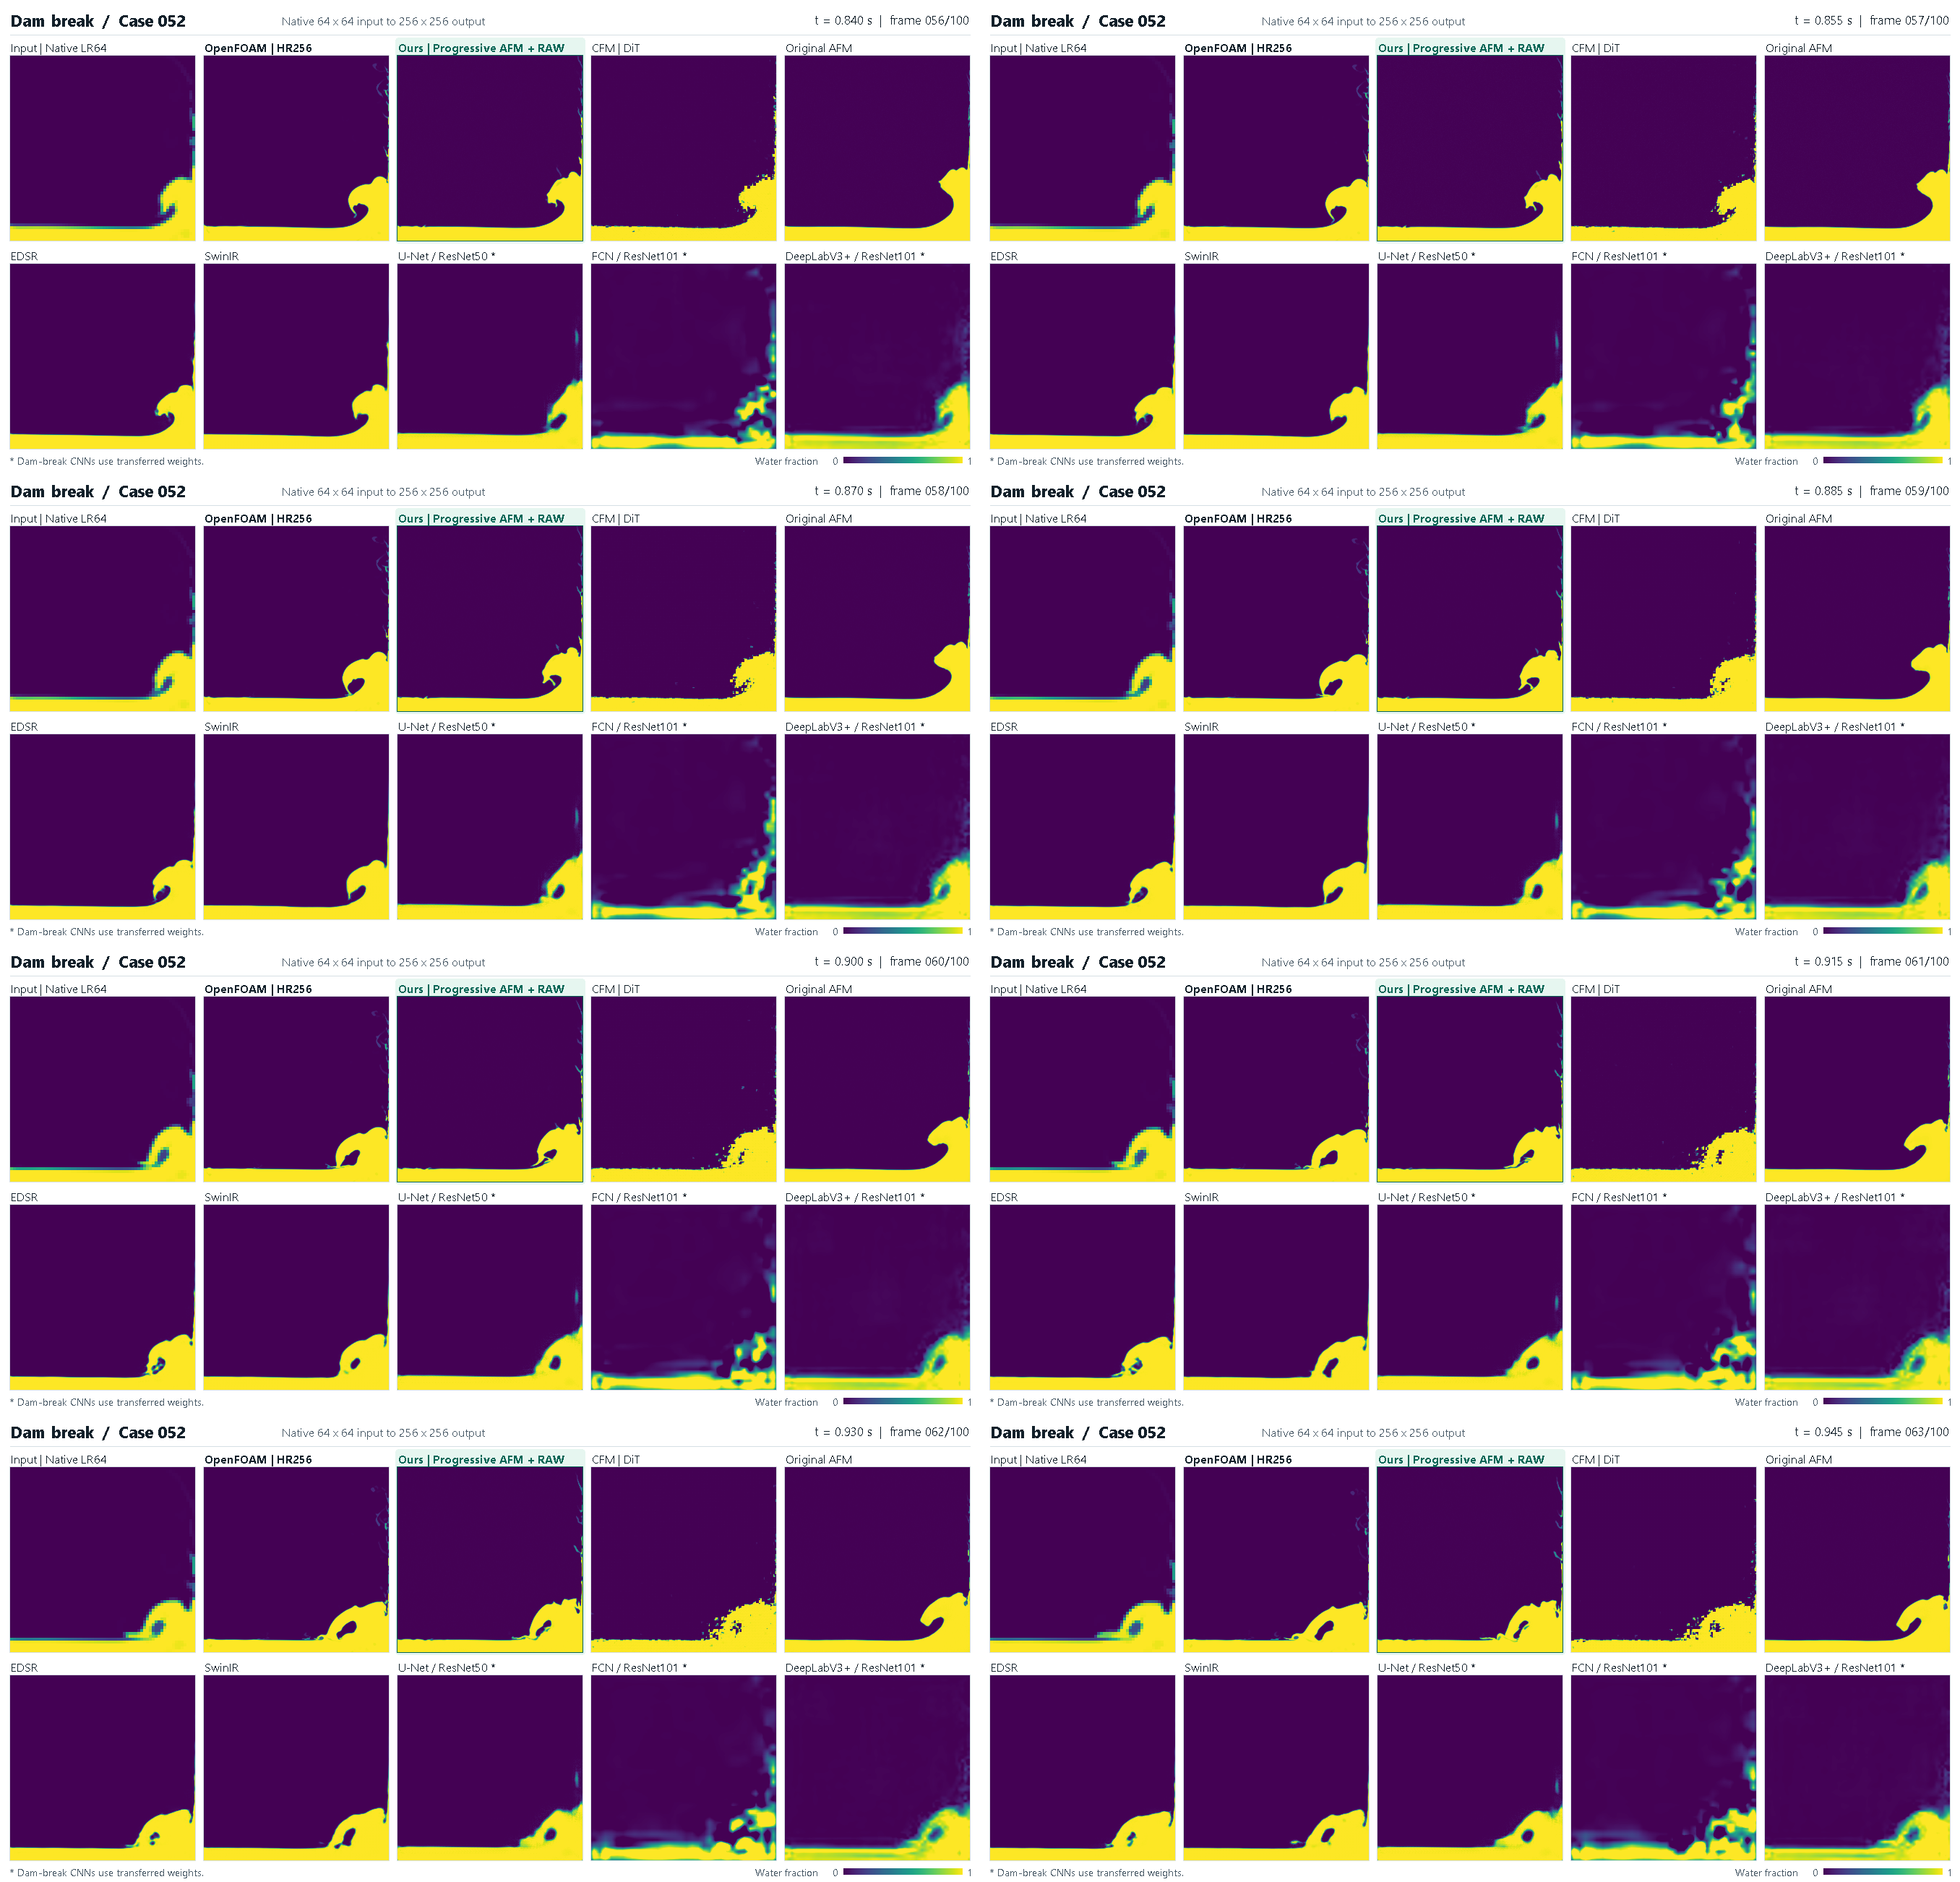 Dam break / Case 052 Native 64 x 64 input to 256 x 256 output t = 0.840 s | frame 056/100
Input | Native LR64 OpenFOAM | HR256 Ours | Progressive AFM + RAW CFM | DiT Original AFM
EDSR SwinIR U-Net / ResNet50 * FCN / ResNet101 * DeepLabV3+ / ResNet101 *
* Dam-break CNNs use transferred weights. Water fraction 0 1
Dam break / Case 052 Native 64 x 64 input to 256 x 256 output t = 0.855 s | frame 057/100
Input | Native LR64 OpenFOAM | HR256 Ours | Progressive AFM + RAW CFM | DiT Original AFM
EDSR SwinIR U-Net / ResNet50 * FCN / ResNet101 * DeepLabV3+ / ResNet101 *
* Dam-break CNNs use transferred weights. Water fraction 0 1
Dam break / Case 052 Native 64 x 64 input to 256 x 256 output t = 0.870 s | frame 058/100
Input | Native LR64 OpenFOAM | HR256 Ours | Progressive AFM + RAW CFM | DiT Original AFM
EDSR SwinIR U-Net / ResNet50 * FCN / ResNet101 * DeepLabV3+ / ResNet101 *
* Dam-break CNNs use transferred weights. Water fraction 0 1
Dam break / Case 052 Native 64 x 64 input to 256 x 256 output t = 0.885 s | frame 059/100
Input | Native LR64 OpenFOAM | HR256 Ours | Progressive AFM + RAW CFM | DiT Original AFM
EDSR SwinIR U-Net / ResNet50 * FCN / ResNet101 * DeepLabV3+ / ResNet101 *
* Dam-break CNNs use transferred weights. Water fraction 0 1
Dam break / Case 052 Native 64 x 64 input to 256 x 256 output t = 0.900 s | frame 060/100
Input | Native LR64 OpenFOAM | HR256 Ours | Progressive AFM + RAW CFM | DiT Original AFM
EDSR SwinIR U-Net / ResNet50 * FCN / ResNet101 * DeepLabV3+ / ResNet101 *
* Dam-break CNNs use transferred weights. Water fraction 0 1
Dam break / Case 052 Native 64 x 64 input to 256 x 256 output t = 0.915 s | frame 061/100
Input | Native LR64 OpenFOAM | HR256 Ours | Progressive AFM + RAW CFM | DiT Original AFM
EDSR SwinIR U-Net / ResNet50 * FCN / ResNet101 * DeepLabV3+ / ResNet101 *
* Dam-break CNNs use transferred weights. Water fraction 0 1
Dam break / Case 052 Native 64 x 64 input to 256 x 256 output t = 0.930 s | frame 062/100
Input | Native LR64 OpenFOAM | HR256 Ours | Progressive AFM + RAW CFM | DiT Original AFM
EDSR SwinIR U-Net / ResNet50 * FCN / ResNet101 * DeepLabV3+ / ResNet101 *
* Dam-break CNNs use transferred weights. Water fraction 0 1
Dam break / Case 052 Native 64 x 64 input to 256 x 256 output t = 0.945 s | frame 063/100
Input | Native LR64 OpenFOAM | HR256 Ours | Progressive AFM + RAW CFM | DiT Original AFM
EDSR SwinIR U-Net / ResNet50 * FCN / ResNet101 * DeepLabV3+ / ResNet101 *
* Dam-break CNNs use transferred weights. Water fraction 0 1